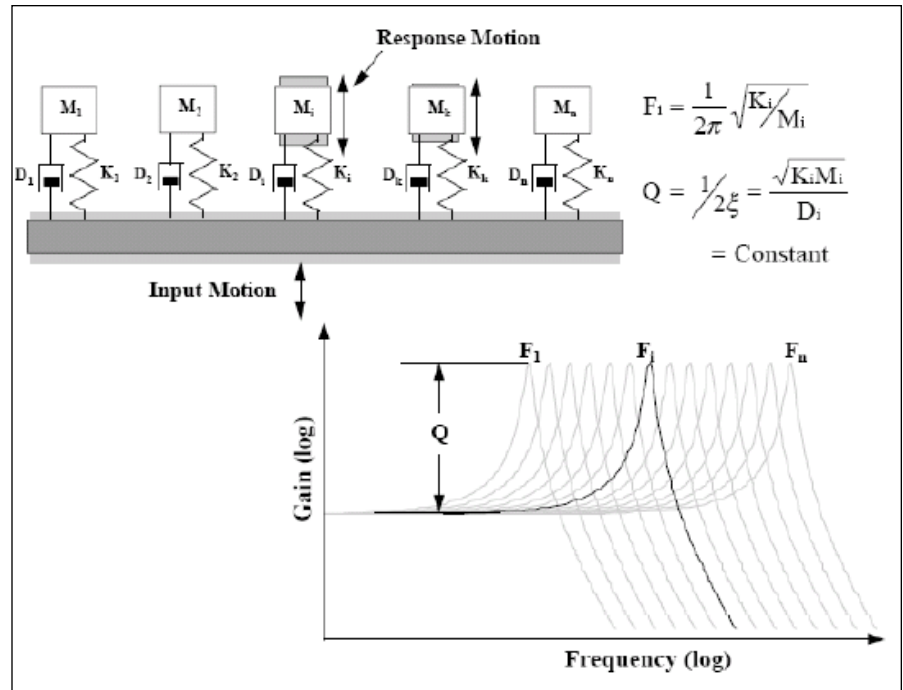 Response Motion
M₁ M₂ Mᵢ Mₖ Mₙ
D₁ K₁ D₂ K₂ Dᵢ Kᵢ Dₖ Kₖ Dₙ Kₙ
Input Motion
F₁ = 1/2π √Kᵢ/Mᵢ
Q = 1/2ξ = √KᵢMᵢ/Dᵢ
= Constant
F₁ Fᵢ Fₙ
Q
Gain (log)
Frequency (log)